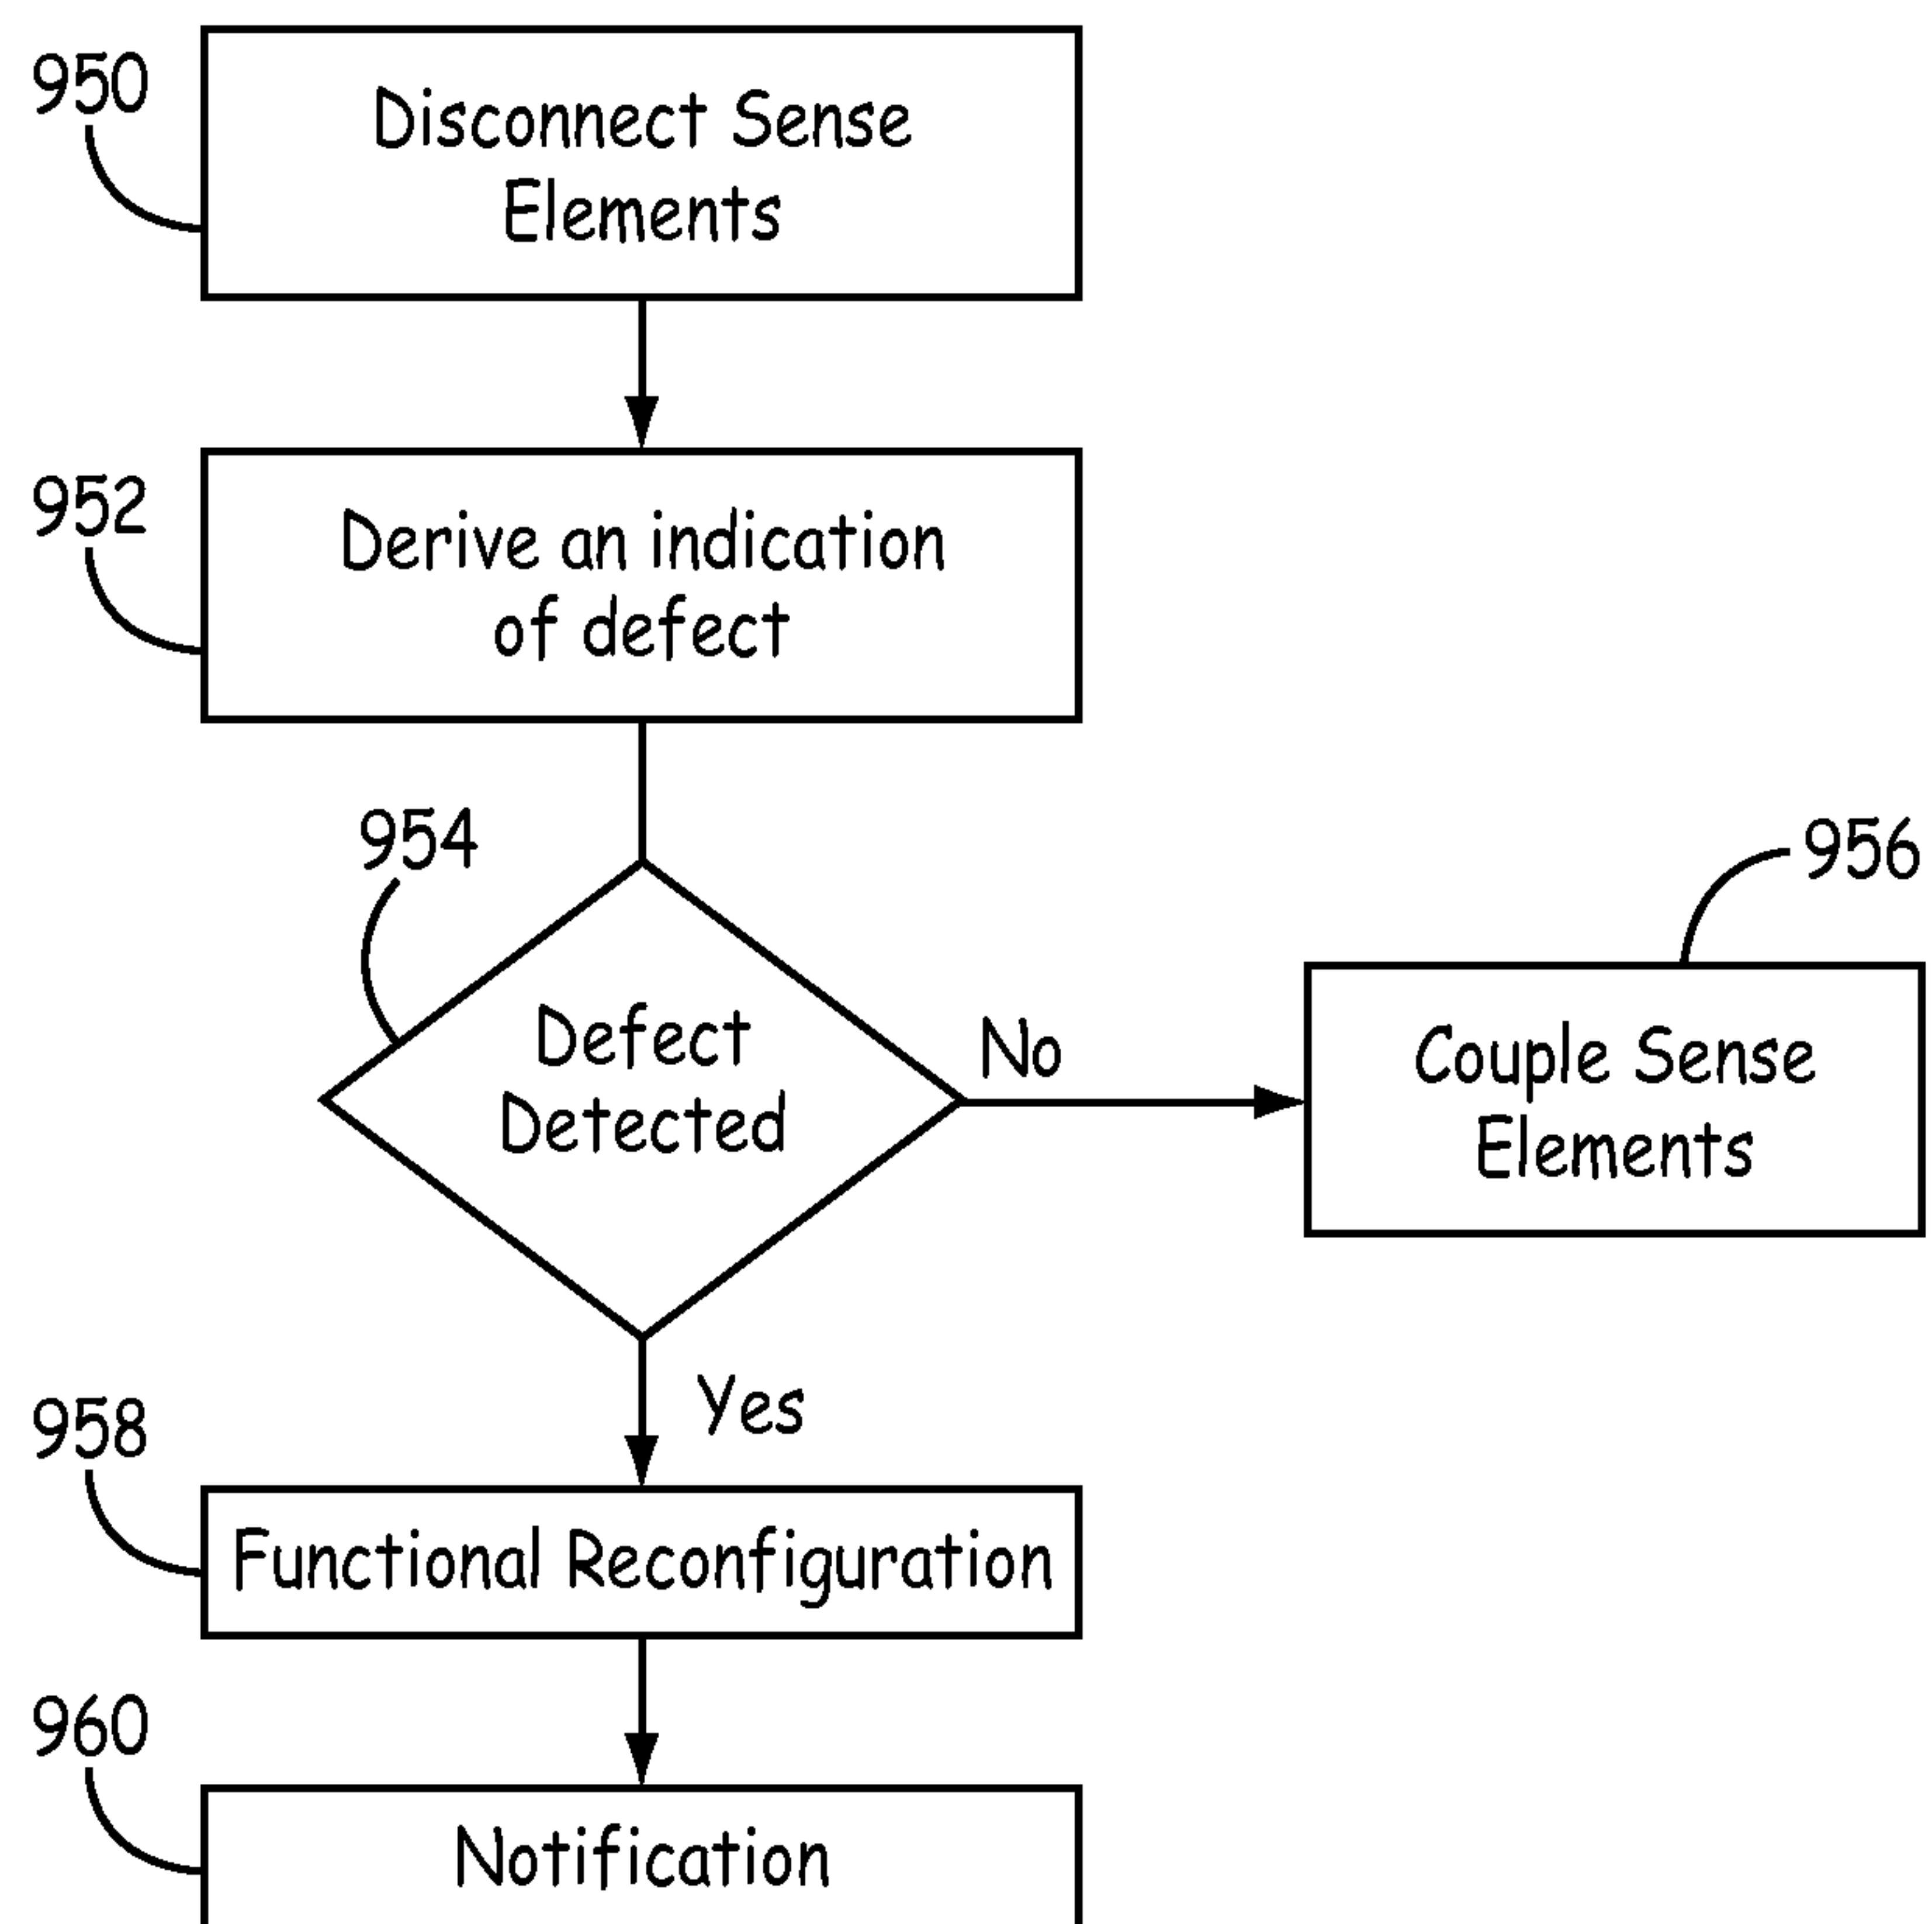 950
Disconnect Sense
Elements
952
Derive an indication
of defect
954
Defect
Detected
No
956
Couple Sense
Elements
Yes
958
Functional Reconfiguration
960
Notification